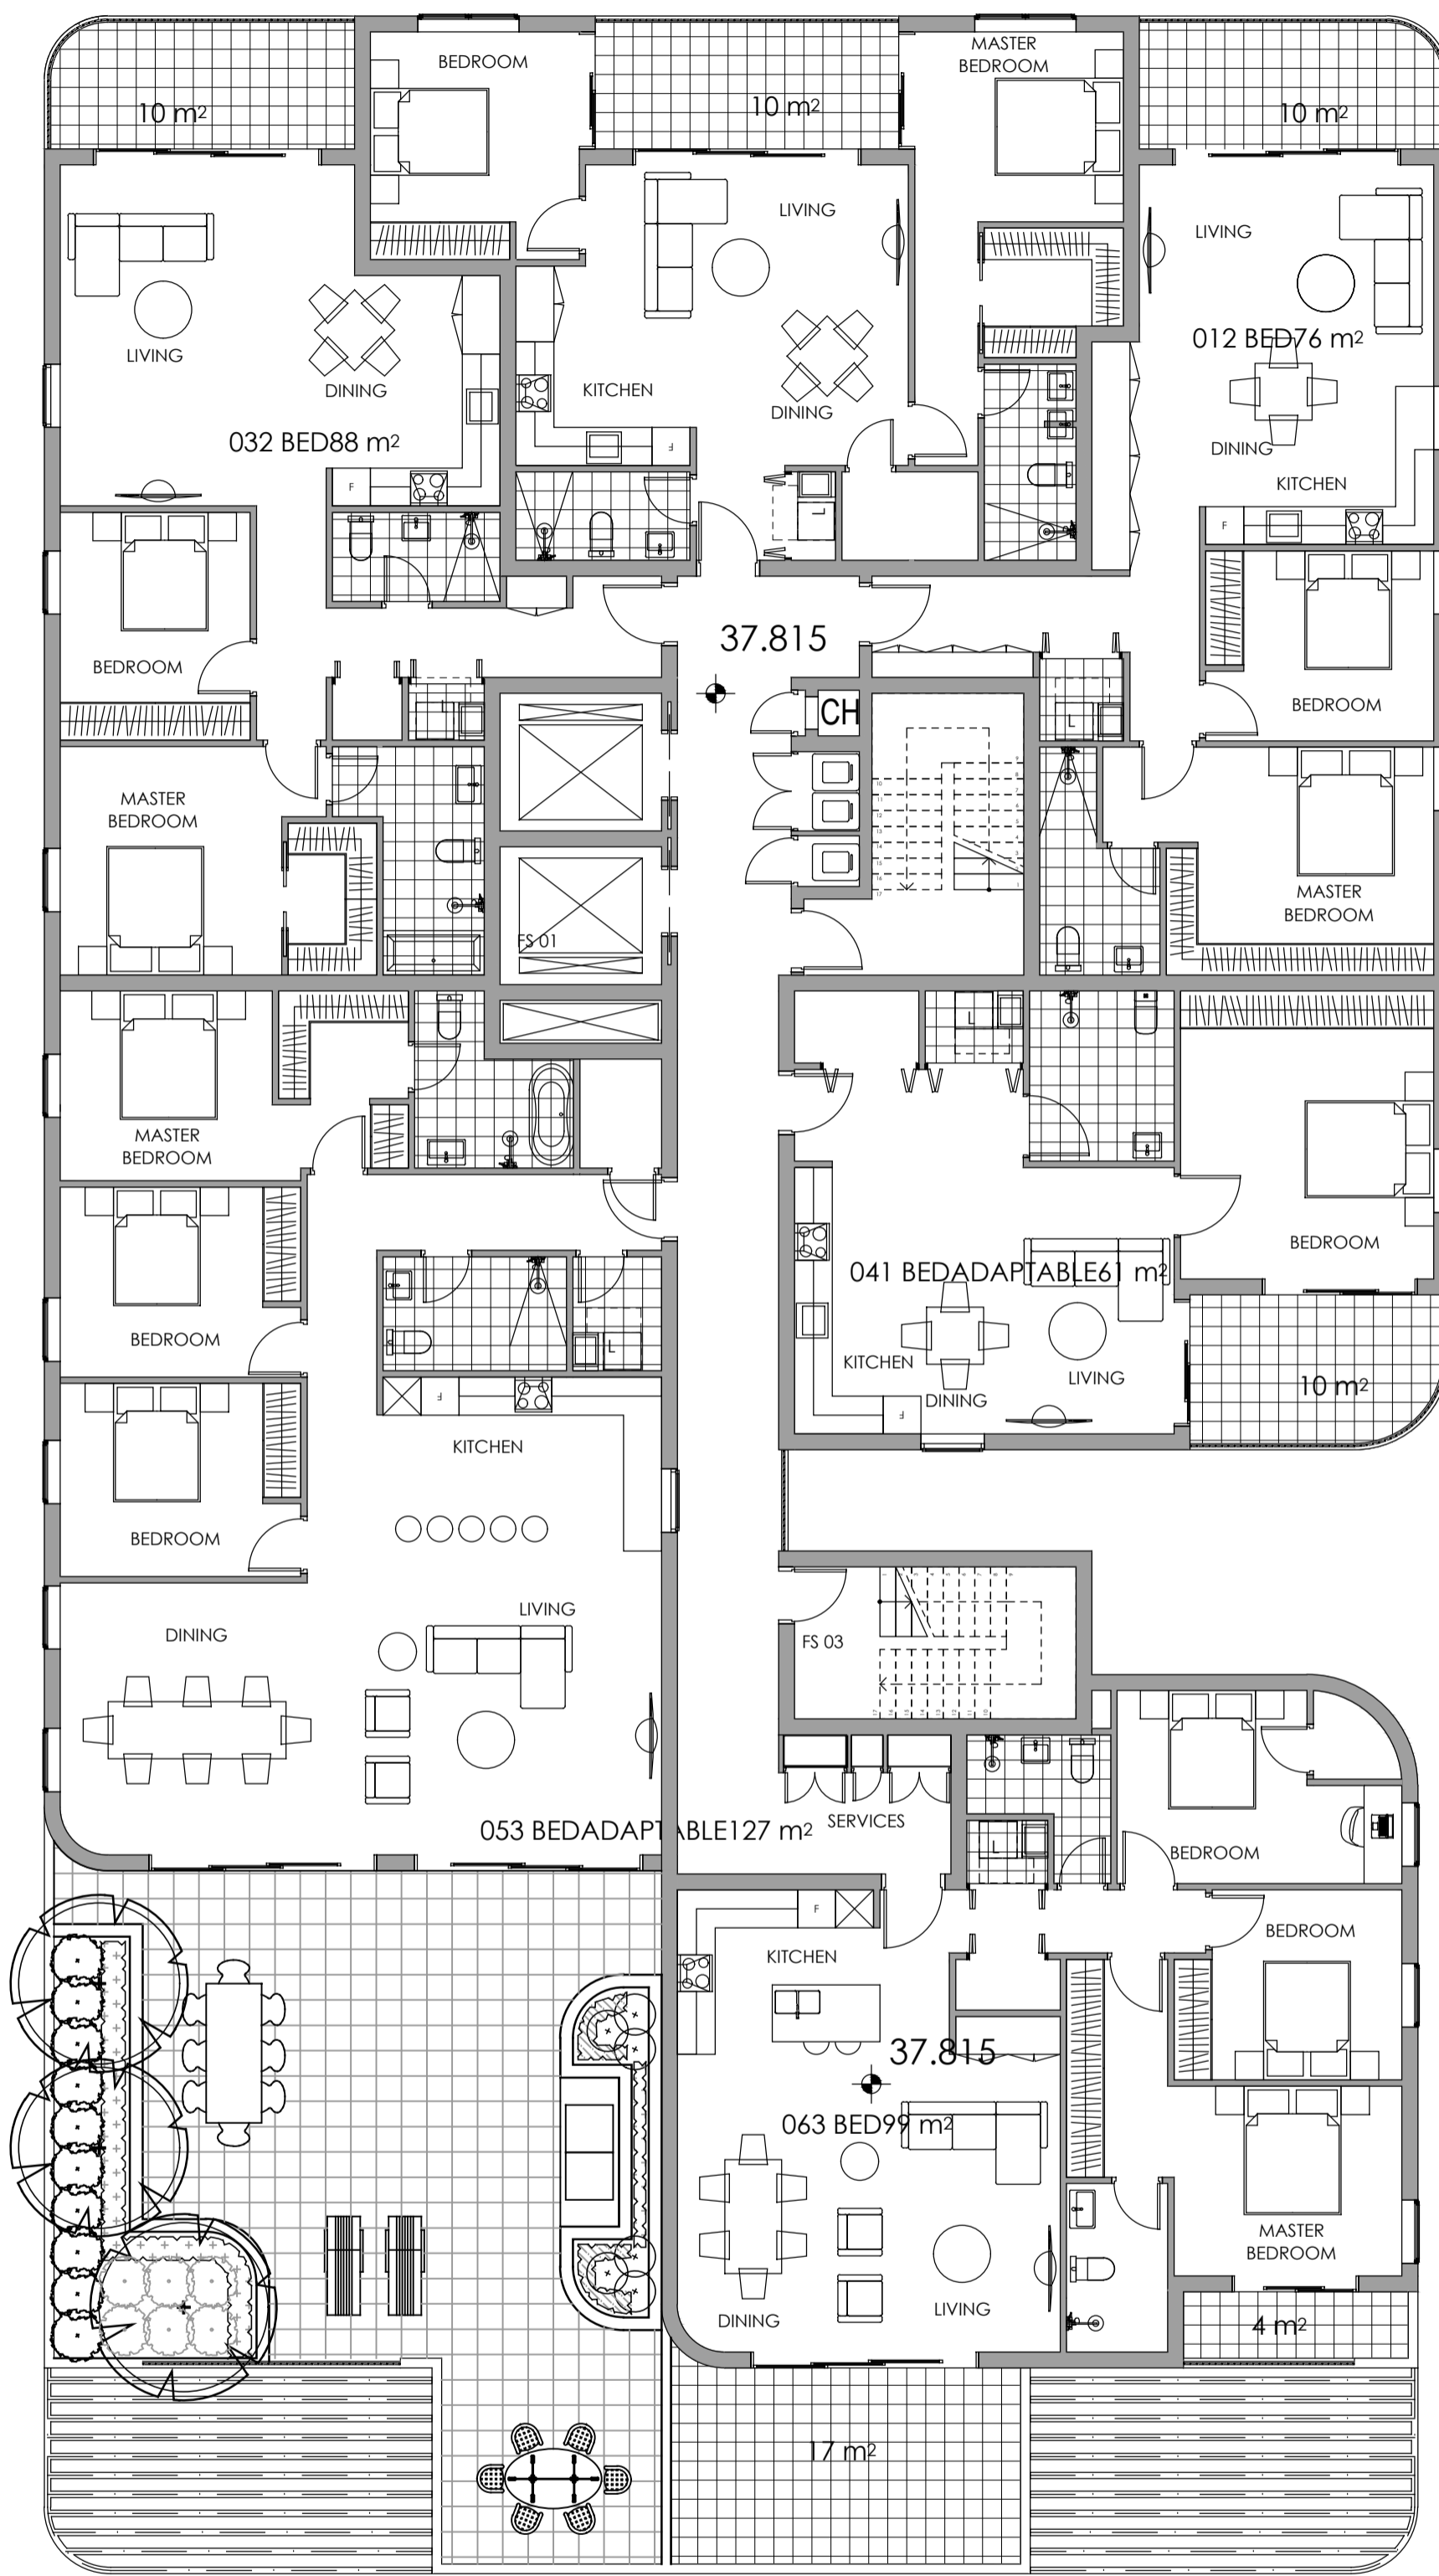 BEDROOM
MASTER
BEDROOM
10 m²
10 m²
10 m²
LIVING
LIVING
012 BED76 m²
LIVING
DINING
KITCHEN
DINING
032 BED88 m²
DINING
KITCHEN
F
F
F
L
BEDROOM
37.815
BEDROOM
L
CH
L
MASTER
BEDROOM
MASTER
BEDROOM
FS 01
L
MASTER
BEDROOM
BEDROOM
041 BEDADAPTABLE61 m²
BEDROOM
L
KITCHEN
LIVING
DINING
10 m²
F
F
KITCHEN
BEDROOM
LIVING
DINING
FS 03
053 BEDADAPTABLE127 m²
SERVICES
L
BEDROOM
F
BEDROOM
KITCHEN
37.815
063 BED99 m²
MASTER
BEDROOM
DINING
LIVING
4 m²
17 m²